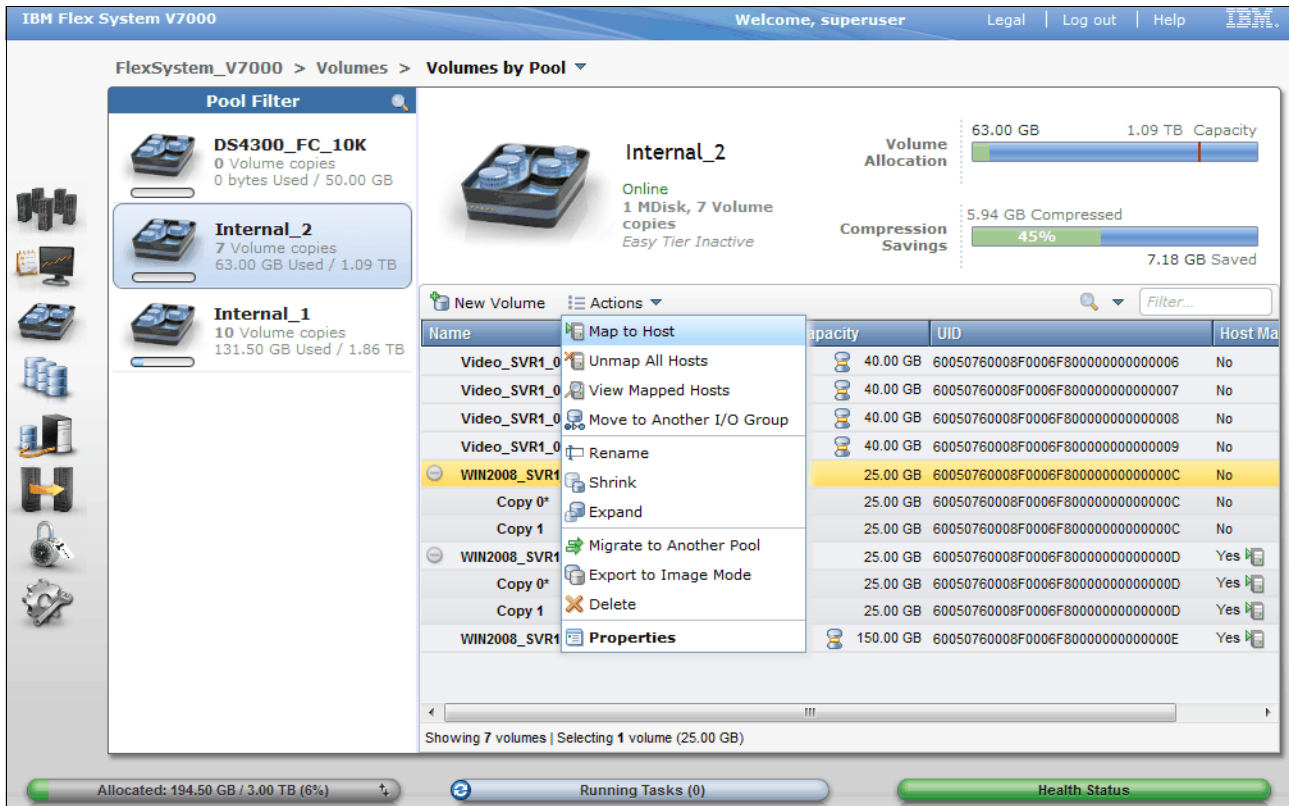 IBM Flex System V7000
Welcome, superuser
Legal | Log out | Help
IBM.
FlexSystem_V7000 > Volumes > Volumes by Pool
Pool Filter
DS4300_FC_10K
0 Volume copies
0 bytes Used / 50.00 GB
Internal_2
7 Volume copies
63.00 GB Used / 1.09 TB
Internal_1
10 Volume copies
131.50 GB Used / 1.86 TB
Internal_2
Online
1 MDisk, 7 Volume
copies
Easy Tier Inactive
Volume
Allocation
63.00 GB
1.09 TB Capacity
Compression
Savings
5.94 GB Compressed
45%
7.18 GB Saved
New Volume
Actions
Filter...
Name
apacity
UID
Host Ma
Video_SVR1_0
40.00 GB 60050760008F0006F800000000000006 No
Video_SVR1_0
40.00 GB 60050760008F0006F800000000000007 No
Video_SVR1_0
40.00 GB 60050760008F0006F800000000000008 No
Video_SVR1_0
40.00 GB 60050760008F0006F800000000000009 No
WIN2008_SVR1
25.00 GB 60050760008F0006F80000000000000C No
Copy 0*
25.00 GB 60050760008F0006F80000000000000C No
Copy 1
25.00 GB 60050760008F0006F80000000000000C No
WIN2008_SVR1
25.00 GB 60050760008F0006F80000000000000D Yes
Copy 0*
25.00 GB 60050760008F0006F80000000000000D Yes
Copy 1
25.00 GB 60050760008F0006F80000000000000D Yes
WIN2008_SVR1
150.00 GB 60050760008F0006F80000000000000E Yes
Map to Host
Unmap All Hosts
View Mapped Hosts
Move to Another I/O Group
Rename
Shrink
Expand
Migrate to Another Pool
Export to Image Mode
Delete
Properties
Showing 7 volumes | Selecting 1 volume (25.00 GB)
Allocated: 194.50 GB / 3.00 TB (6%)
Running Tasks (0)
Health Status